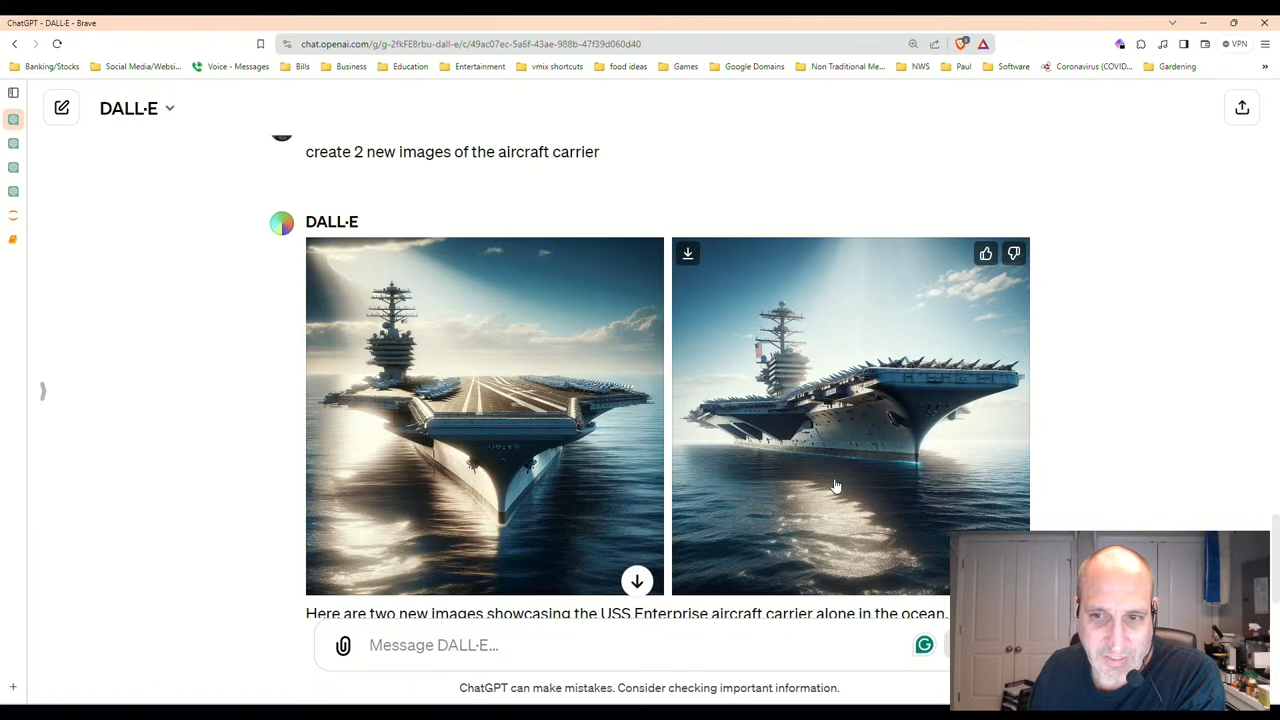 ChatGPT - DALL·E - Brave
chat.openai.com/g/g-2fkFE8rbu-dall-e/c/49ac07ec-5a6f-43ae-988b-47f39d060d40
VPN
Banking/Stocks
Social Media/Websi...
Voice - Messages
Bills
Business
Education
Entertainment
vmix shortcuts
food ideas
Games
Google Domains
Non Traditional Me...
NWS
Paul
Software
Coronavirus (COVID...
Gardening
»
DALL·E
create 2 new images of the aircraft carrier
DALL·E
Here are two new images showcasing the USS Enterprise aircraft carrier alone in the ocean,
Message DALL·E...
ChatGPT can make mistakes. Consider checking important information.